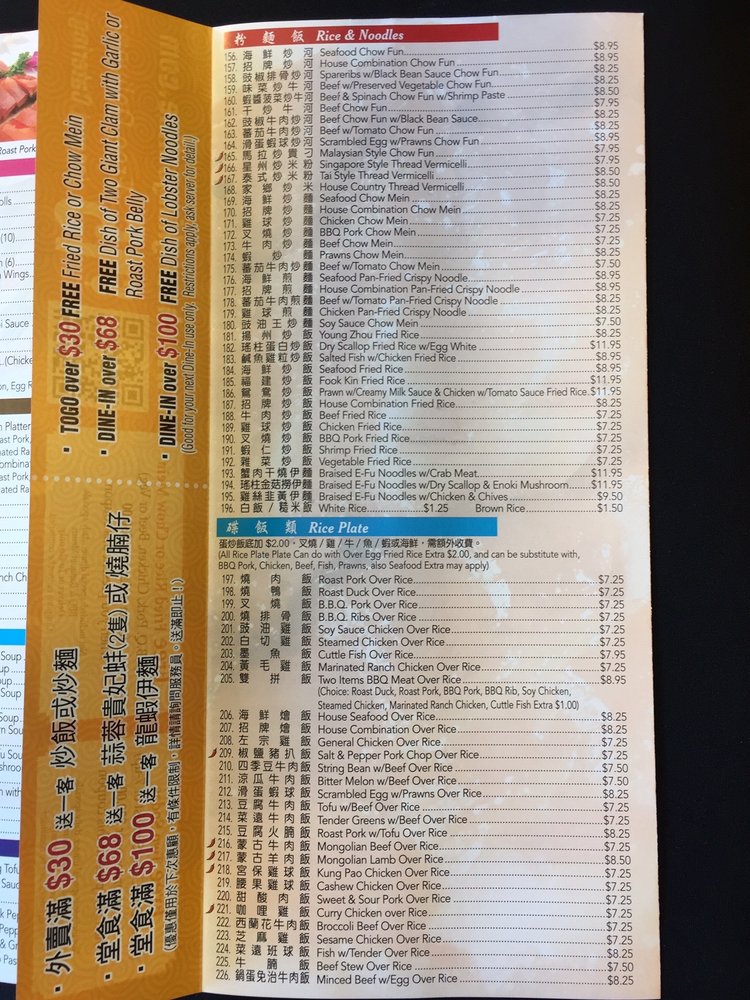 粉 麵 飯 Rice & Noodles
156. 海鮮炒河 Seafood Chow Fun $8.95
157. 招牌炒河 House Combination Chow Fun $8.95
158. 豉椒排骨炒河 Spareribs w/Black Bean Sauce Chow Fun $8.25
159. 味菜炒牛河 Beef w/Preserved Vegetable Chow Fun $8.25
160. 蝦醬菠菜炒牛河 Beef & Spinach Chow Fun w/Shrimp Paste $8.50
161. 干炒牛河 Beef Chow Fun $7.95
162. 豉椒牛肉炒河 Beef Chow Fun w/Black Bean Sauce $8.25
163. 蕃茄牛肉炒河 Beef w/Tomato Chow Fun $8.25
164. 滑蛋蝦球炒河 Scrambled Egg w/Prawns Chow Fun $8.95
165. 馬拉炒貴刁 Malaysian Style Chow Fun $7.95
166. 星州炒米粉 Singapore Style Thread Vermicelli $7.95
167. 泰式炒米粉 Tai Style Thread Vermicelli $8.50
168. 家鄉炒米 House Country Thread Vermicelli $8.50
169. 海鮮炒麵 Seafood Chow Mein $8.25
170. 招牌炒麵 House Combination Chow Mein $8.25
171. 雞球炒麵 Chicken Chow Mein $7.25
172. 叉燒炒麵 BBQ Pork Chow Mein $7.25
173. 牛肉炒麵 Beef Chow Mein $7.25
174. 蝦炒麵 Prawns Chow Mein $8.25
175. 蕃茄牛肉炒麵 Beef w/Tomato Chow Mein $7.50
176. 海鮮煎麵 Seafood Pan-Fried Crispy Noodle $8.95
177. 招牌煎麵 House Combination Pan-Fried Crispy Noodle $8.95
178. 蕃茄牛肉煎麵 Beef w/Tomato Pan-Fried Crispy Noodle $8.25
179. 雞球煎麵 Chicken Pan-Fried Crispy Noodle $8.25
180. 豉油王炒麵 Soy Sauce Chow Mein $7.50
181. 揚州炒飯 Young Zhou Fried Rice $8.25
182. 瑤柱蛋白炒飯 Dry Scallop Fried Rice w/Egg White $11.95
183. 鹹魚雞粒炒飯 Salted Fish w/Chicken Fried Rice $8.95
184. 海鮮炒飯 Seafood Fried Rice $8.95
185. 福建炒飯 Fook Kin Fried Rice $11.95
186. 鴛鴦炒飯 Prawn w/Creamy Milk Sauce & Chicken w/Tomato Sauce Fried Rice $11.95
187. 招牌炒飯 House Combination Fried Rice $8.25
188. 牛肉炒飯 Beef Fried Rice $7.25
189. 雞球炒飯 Chicken Fried Rice $7.25
190. 叉燒炒飯 BBQ Pork Fried Rice $7.25
191. 蝦仁炒飯 Shrimp Fried Rice $7.25
192. 雜菜炒飯 Vegetable Fried Rice $7.25
193. 蟹肉干燒伊麵 Braised E-Fu Noodles w/Crab Meat $11.95
194. 瑤柱金菇撈伊麵 Braised E-Fu Noodles w/Dry Scallop & Enoki Mushroom $11.95
195. 雞絲韭黃伊麵 Braised E-Fu Noodles w/Chicken & Chives $9.50
196. 白飯 / 糙米飯 White Rice $1.25 Brown Rice $1.50
碟 飯 類 Rice Plate
蛋炒飯底加 $2.00，叉燒 / 雞 / 牛 / 魚 / 蝦或海鮮，需額外收費。
(All Rice Plate Plate Can do with Over Egg Fried Rice Extra $2.00, and can be substitute with,
BBQ Pork, Chicken, Beef, Fish, Prawns, also Seafood Extra may apply)
197. 燒肉飯 Roast Pork Over Rice $7.25
198. 燒鴨飯 Roast Duck Over Rice $7.25
199. 叉燒飯 B.B.Q. Pork Over Rice $7.25
200. 燒排骨飯 B.B.Q. Ribs Over Rice $7.25
201. 豉油雞飯 Soy Sauce Chicken Over Rice $7.25
202. 白切雞飯 Steamed Chicken Over Rice $7.25
203. 墨魚飯 Cuttle Fish Over Rice $7.95
204. 黃毛雞飯 Marinated Ranch Chicken Over Rice $7.25
205. 雙拼飯 Two Items BBQ Meat Over Rice $8.95
(Choice: Roast Duck, Roast Pork, BBQ Pork, BBQ Rib, Soy Chicken,
Steamed Chicken, Marinated Ranch Chicken, Cuttle Fish Extra $1.00)
206. 海鮮燴飯 House Seafood Over Rice $8.25
207. 招牌燴飯 House Combination Over Rice $8.25
208. 左宗雞飯 General Chicken Over Rice $7.25
209. 椒鹽豬扒飯 Salt & Pepper Pork Chop Over Rice $7.25
210. 四季豆牛肉飯 String Bean w/Beef Over Rice $7.50
211. 涼瓜牛肉飯 Bitter Melon w/Beef Over Rice $7.50
212. 滑蛋蝦球飯 Scrambled Egg w/Prawns Over Rice $8.25
213. 豆腐牛肉飯 Tofu w/Beef Over Rice $7.25
214. 菜遠牛肉飯 Tender Greens w/Beef Over Rice $7.25
215. 豆腐火腩飯 Roast Pork w/Tofu Over Rice $8.25
216. 蒙古牛肉飯 Mongolian Beef Over Rice $7.25
217. 蒙古羊肉飯 Mongolian Lamb Over Rice $8.50
218. 宮保雞球飯 Kung Pao Chicken Over Rice $7.25
219. 腰果雞球飯 Cashew Chicken Over Rice $7.25
220. 甜酸肉飯 Sweet & Sour Pork Over Rice $7.25
221. 咖哩雞飯 Curry Chicken over Rice $7.25
222. 西蘭花牛肉飯 Broccoli Beef Over Rice $7.25
223. 芝麻雞飯 Sesame Chicken Over Rice $7.25
224. 菜遠班球飯 Fish w/Tender Over Rice $8.25
225. 牛腩飯 Beef Stew Over Rice $7.50
226. 鍋蛋免治牛肉飯 Minced Beef w/Egg Over Rice $8.25
• TOGO over $30 FREE Fried Rice or Chow Mein
• DINE-IN over $68 FREE Dish of Two Giant Clam with Garlic or
Roast Pork Belly
• DINE-IN over $100 FREE Dish of Lobster Noodles
(Good for your next Dine-In use only. Restrictions apply, ask server for detail!)
• 外賣滿 $30 送一客 炒飯或炒麵
• 堂食滿 $68 送一客 蒜蓉貴妃蚌(2隻) 或 燒腩仔
• 堂食滿 $100 送一客 龍蝦伊麵
(優惠僅用於下次惠顧，有條件限制，詳情請詢問服務員。送滿即止！)
Roast Pork